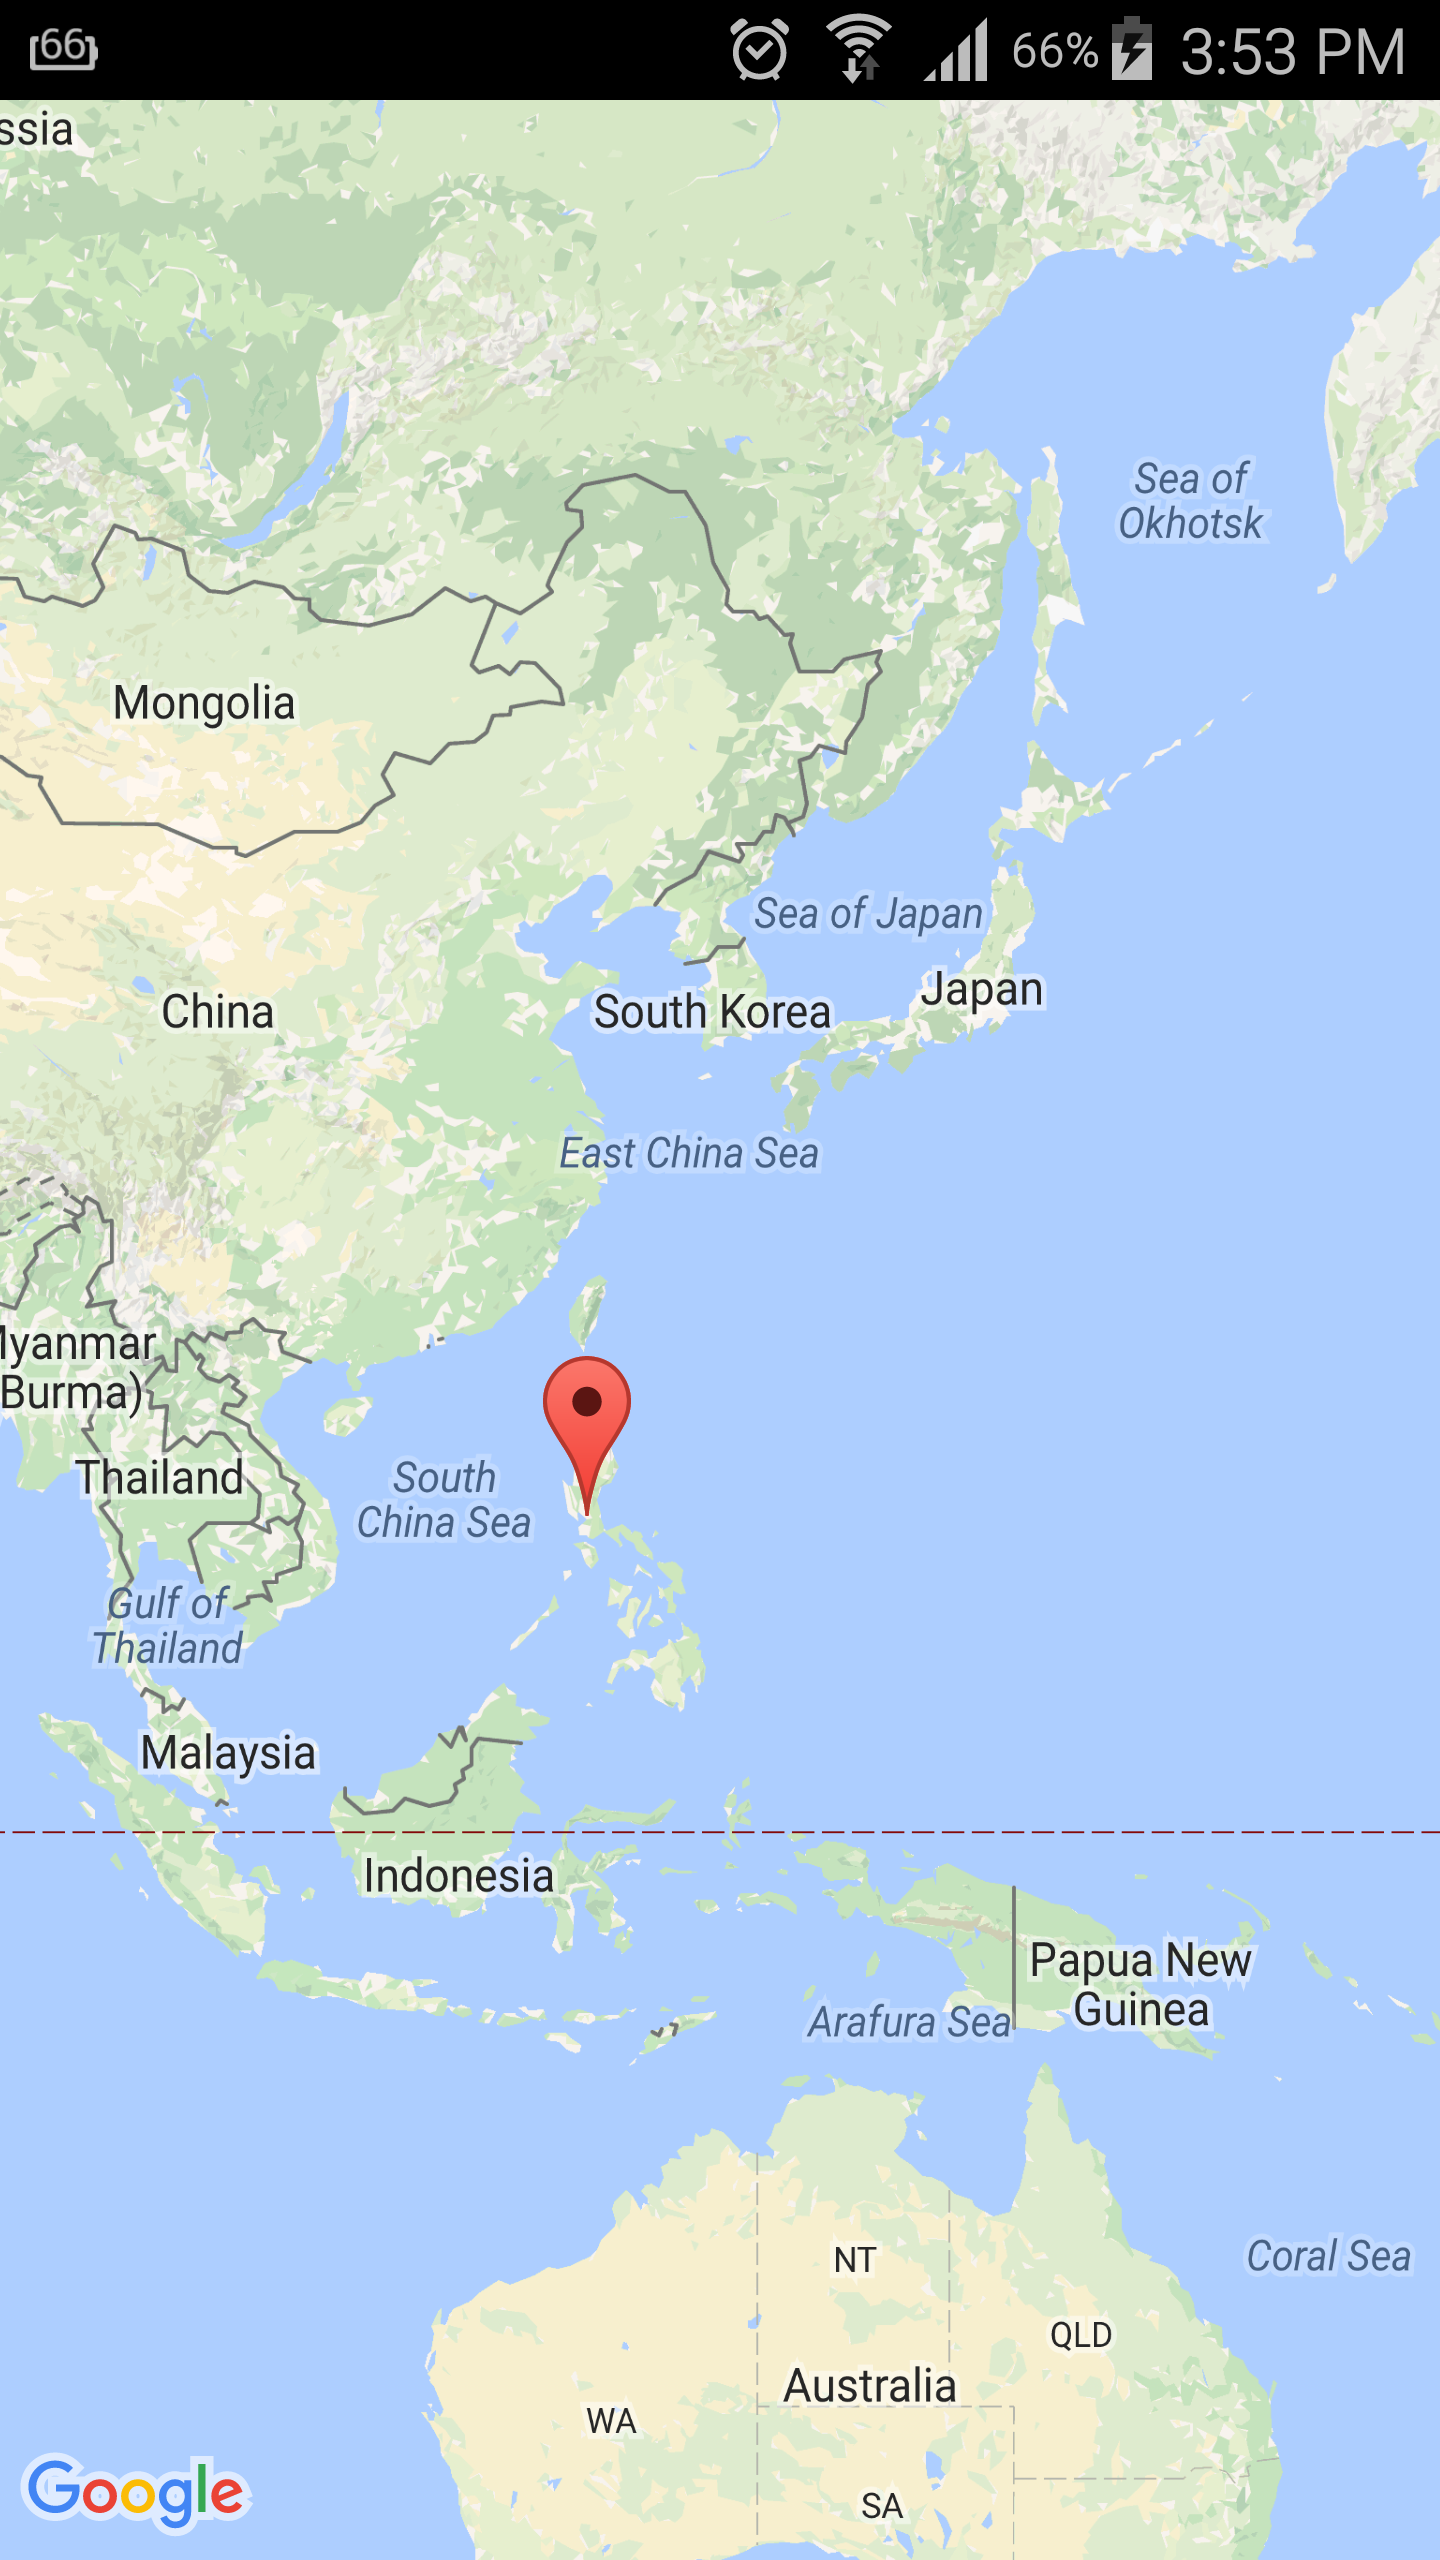 66
66%
3:53 PM
ssia
Sea of
Okhotsk
Mongolia
Sea of Japan
Japan
China
South Korea
East China Sea
Myanmar
(Burma)
Thailand
South
China Sea
Gulf of
Thailand
Malaysia
Indonesia
Papua New
Guinea
Arafura Sea
Coral Sea
NT
QLD
Australia
WA
SA
Google